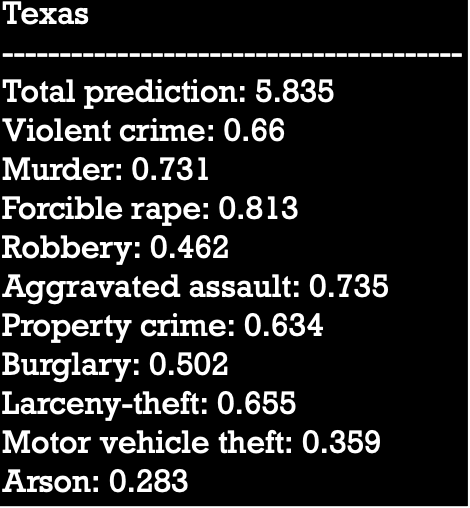 Texas
----------------------------------------
Total prediction: 5.835
Violent crime: 0.66
Murder: 0.731
Forcible rape: 0.813
Robbery: 0.462
Aggravated assault: 0.735
Property crime: 0.634
Burglary: 0.502
Larceny-theft: 0.655
Motor vehicle theft: 0.359
Arson: 0.283